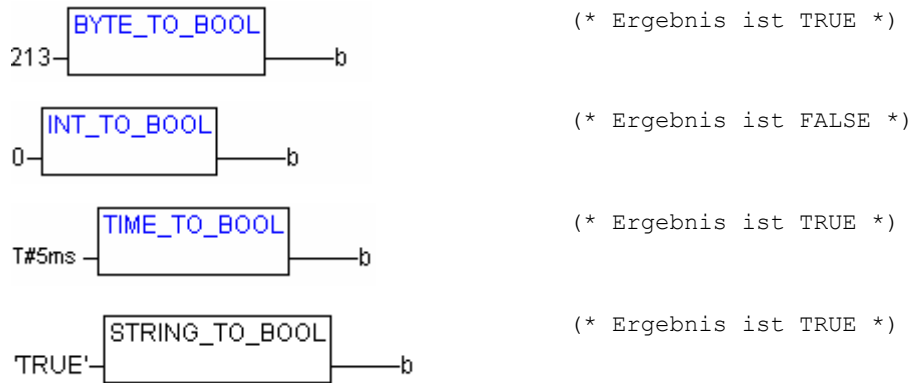 BYTE_TO_BOOL (* Ergebnis ist TRUE *)
213 b
INT_TO_BOOL (* Ergebnis ist FALSE *)
0 b
TIME_TO_BOOL (* Ergebnis ist TRUE *)
T#5ms b
STRING_TO_BOOL (* Ergebnis ist TRUE *)
'TRUE' b